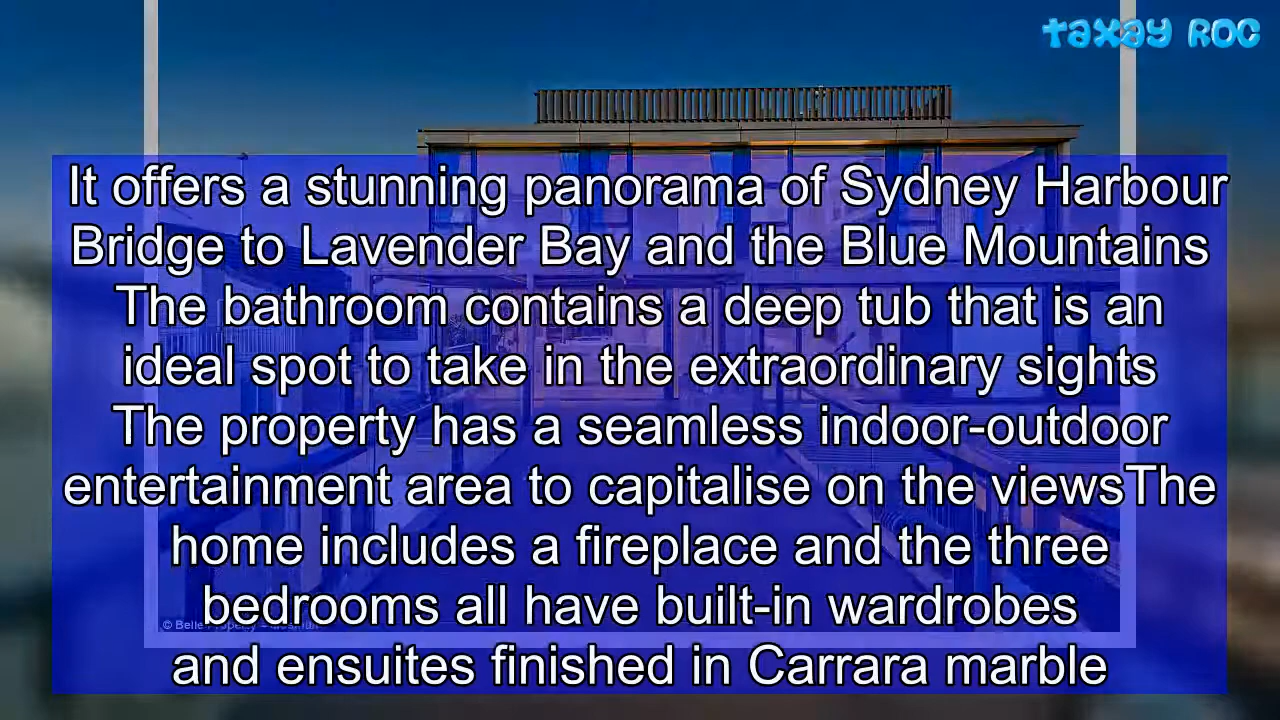 taxay ROC
It offers a stunning panorama of Sydney Harbour
Bridge to Lavender Bay and the Blue Mountains
The bathroom contains a deep tub that is an
ideal spot to take in the extraordinary sights
The property has a seamless indoor-outdoor
entertainment area to capitalise on the viewsThe
home includes a fireplace and the three
bedrooms all have built-in wardrobes
© Belle Property
and ensuites finished in Carrara marble